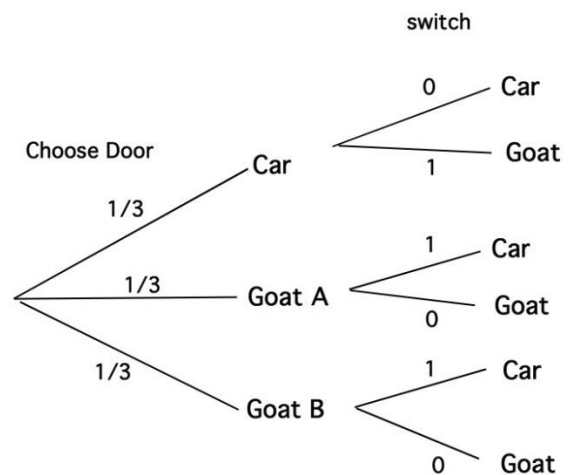 switch
0
Car
Choose Door
Car
Goat
1
1/3
1
Car
1/3
Goat A
Goat
0
1/3
1
Car
Goat B
0
Goat